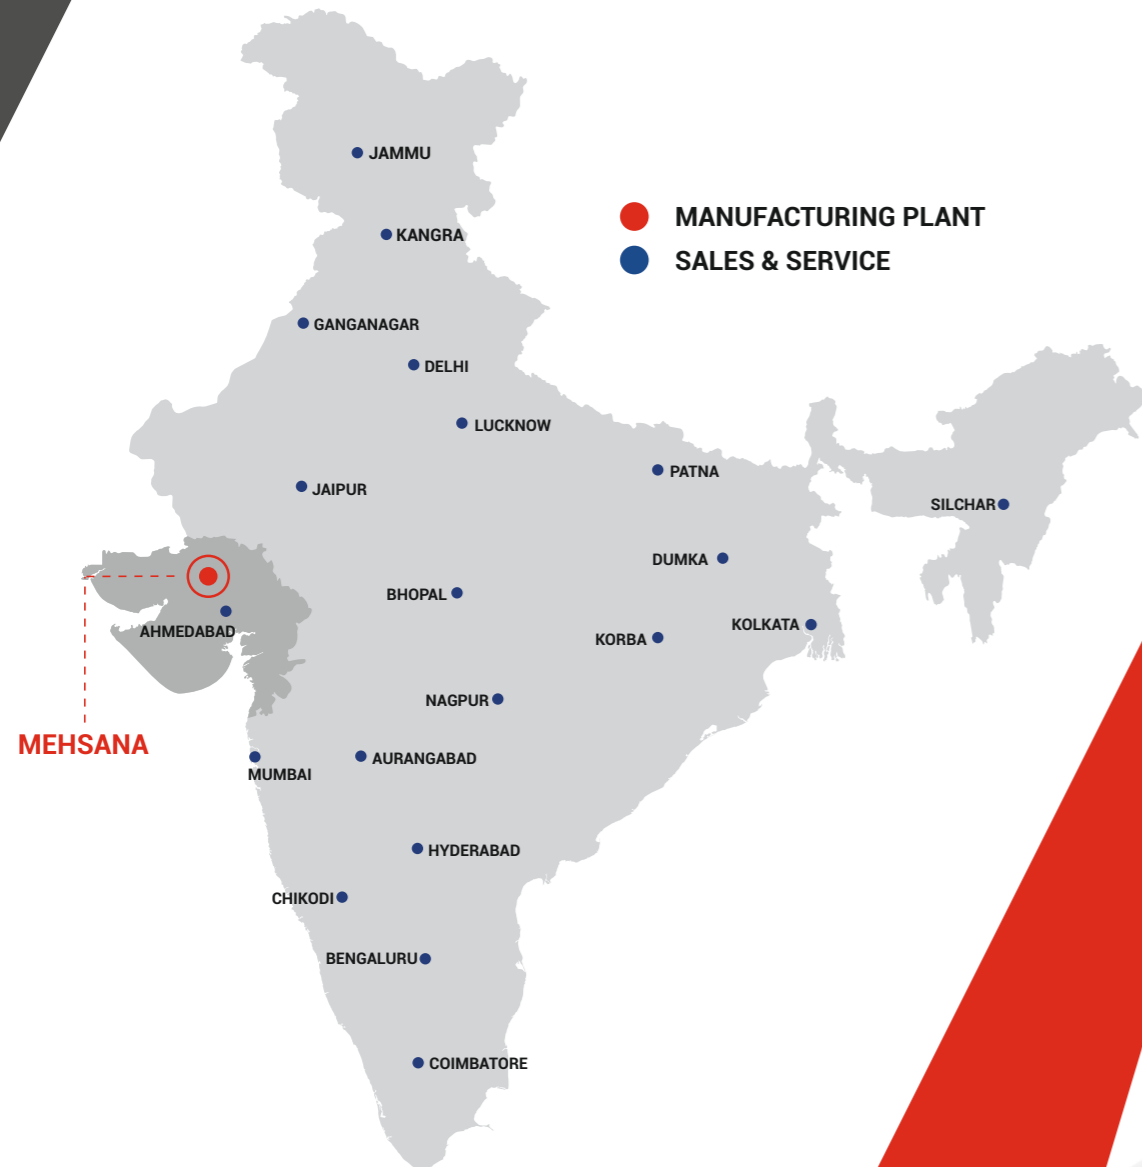 JAMMU
MANUFACTURING PLANT
KANGRA
SALES & SERVICE
GANGANAGAR
DELHI
LUCKNOW
PATNA
JAIPUR
SILCHAR
DUMKA
BHOPAL
KOLKATA
AHMEDABAD
KORBA
NAGPUR
MEHSANA
AURANGABAD
MUMBAI
HYDERABAD
CHIKODI
BENGALURU
COIMBATORE